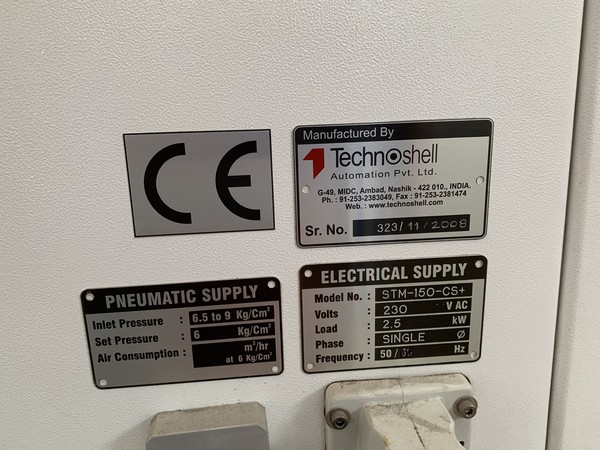 CE
Manufactured By
Technoshell
Automation Pvt. Ltd.
G-49, MIDC, Ambad, Nashik - 422 010., INDIA.
Ph. : 91-253-2383049, Fax : 91-253-2381474
Web. : www.technoshell.com
Sr. No. 323/11/2008
PNEUMATIC SUPPLY
Inlet Pressure : 6.5 to 9 Kg/Cm²
Set Pressure : 6 Kg/Cm²
Air Consumption : m³/hr
at 6 Kg/Cm²
ELECTRICAL SUPPLY
Model No. : STM-150-CS+
Volts : 230 V AC
Load : 2.5 kW
Phase : SINGLE Ø
Frequency : 50/ Hz